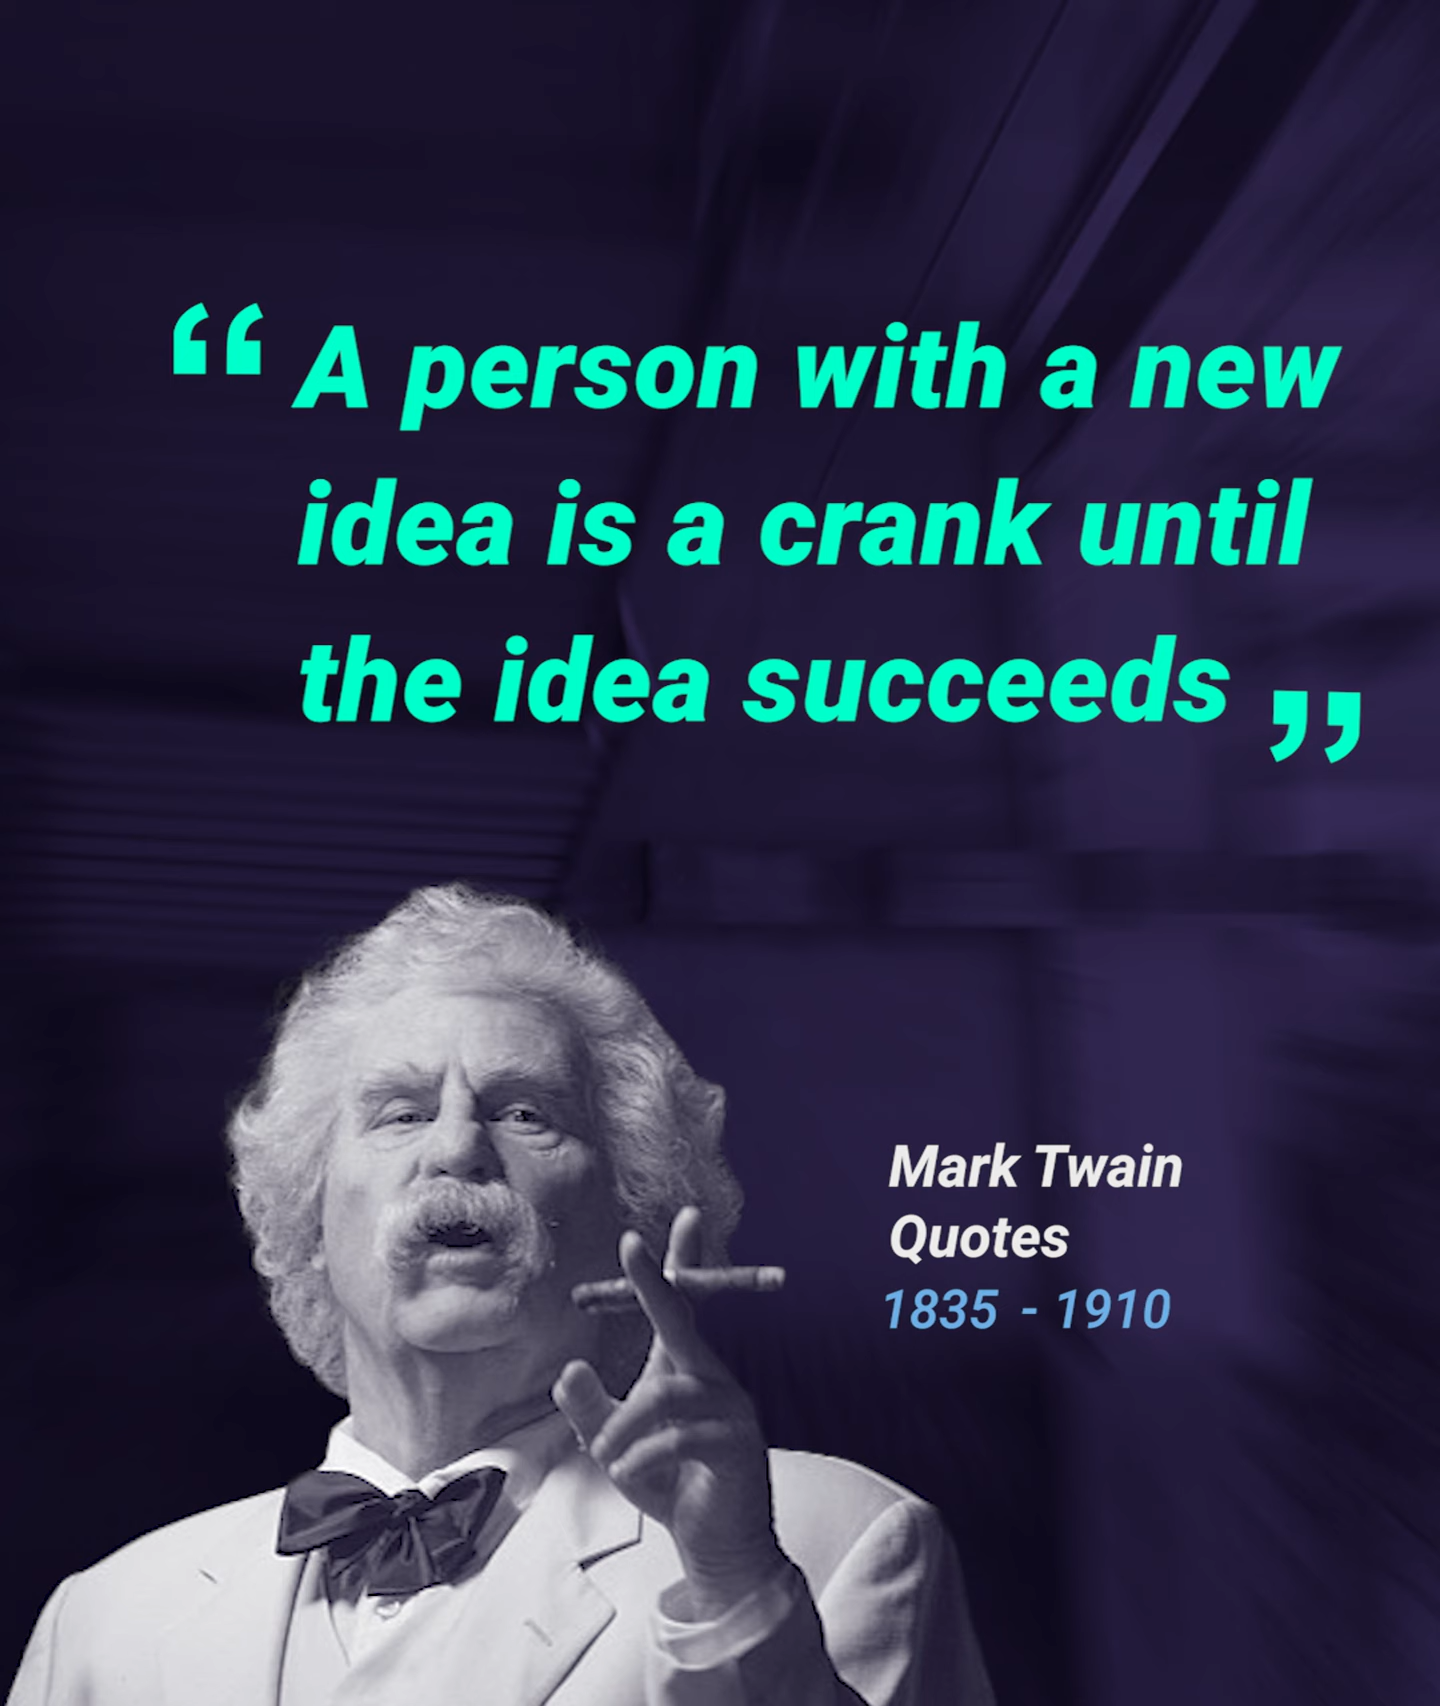 “ A person with a new
idea is a crank until
the idea succeeds ”
Mark Twain
Quotes
1835 - 1910